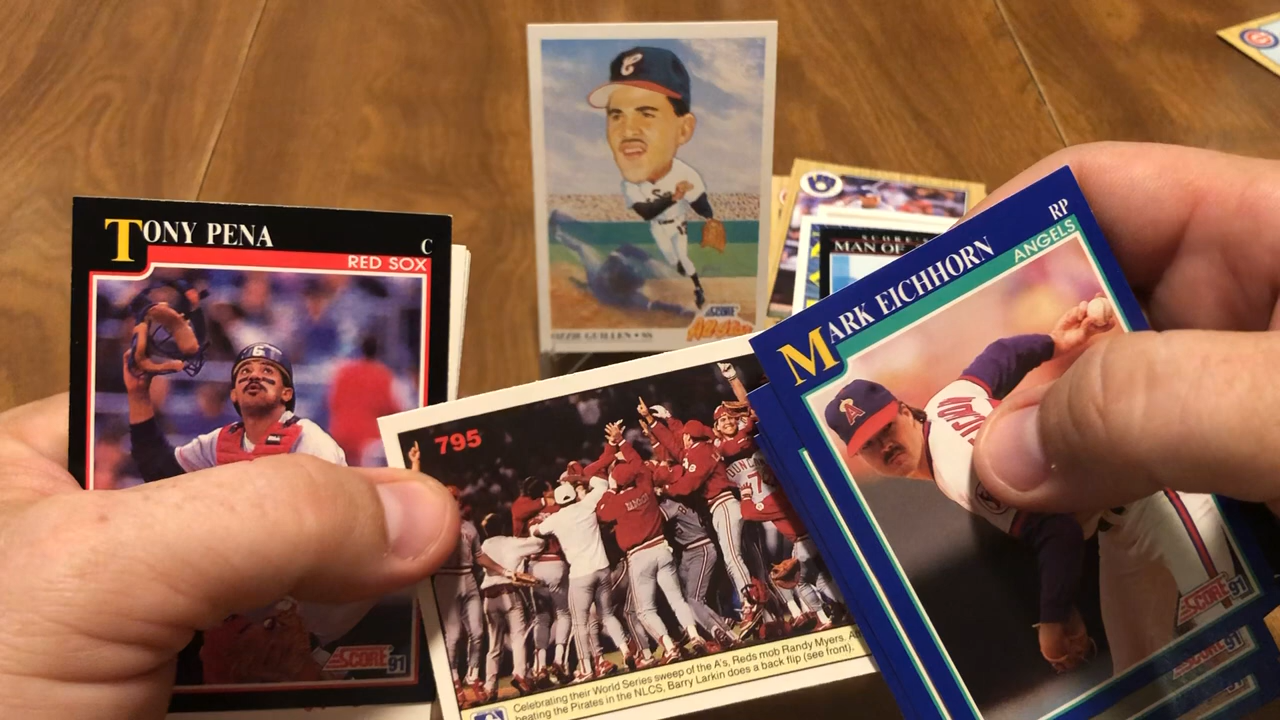 TONY PENA
C
RED SOX
6
SCORE 91
OZZIE GUILLEN • SS
SCORE
MAN OF
MARK EICHHORN
RP
ANGELS
A
SCORE 91
795
Celebrating their World Series sweep of the A's, Reds mob Randy Myers.
beating the Pirates in the NLCS, Barry Larkin does a back flip (see front).